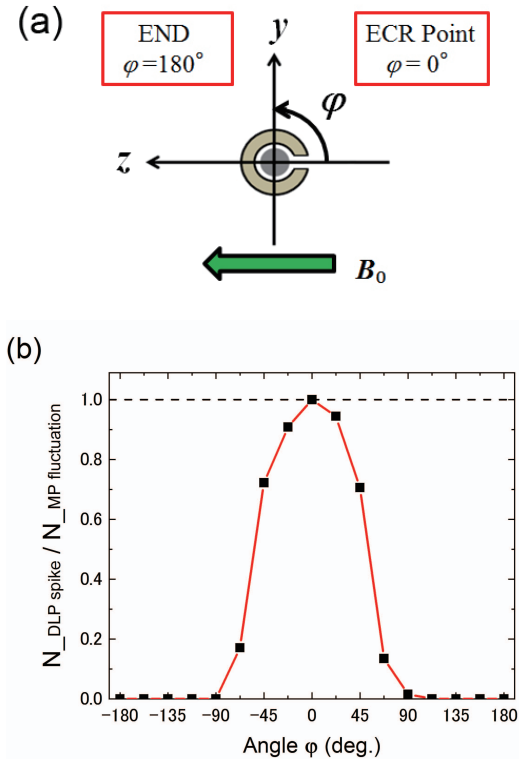 (a)
END
φ=180°
y
ECR Point
φ= 0°
φ
z
B0
(b)
N_DLP spike / N_MP fluctuation
1.0
0.8
0.6
0.4
0.2
0.0
−180 −135 −90 −45 0 45 90 135 180
Angle φ (deg.)